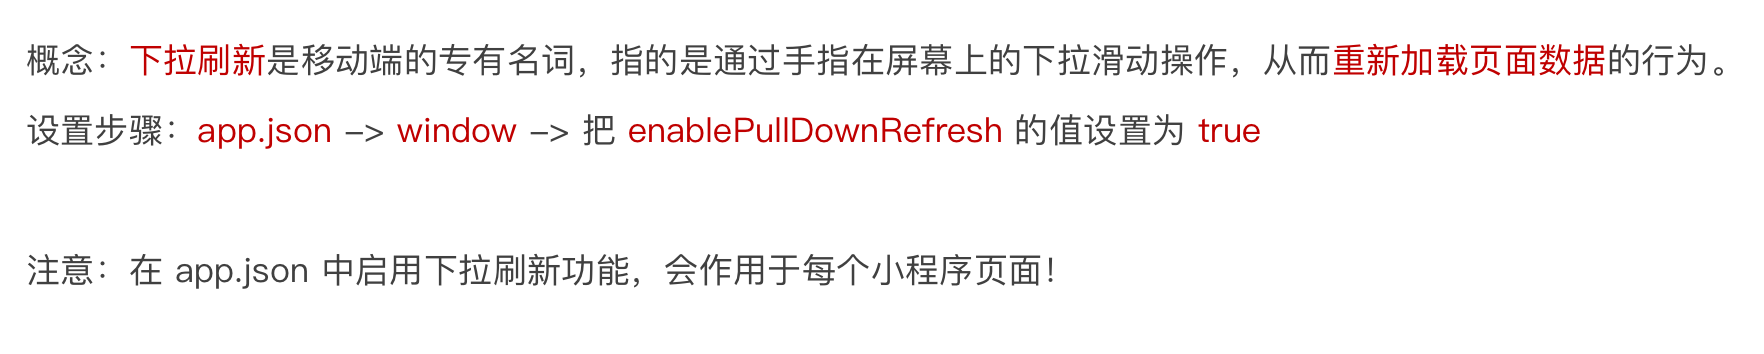 概念：下拉刷新是移动端的专有名词，指的是通过手指在屏幕上的下拉滑动操作，从而重新加载页面数据的行为。
设置步骤：app.json -> window -> 把 enablePullDownRefresh 的值设置为 true
注意：在 app.json 中启用下拉刷新功能，会作用于每个小程序页面！